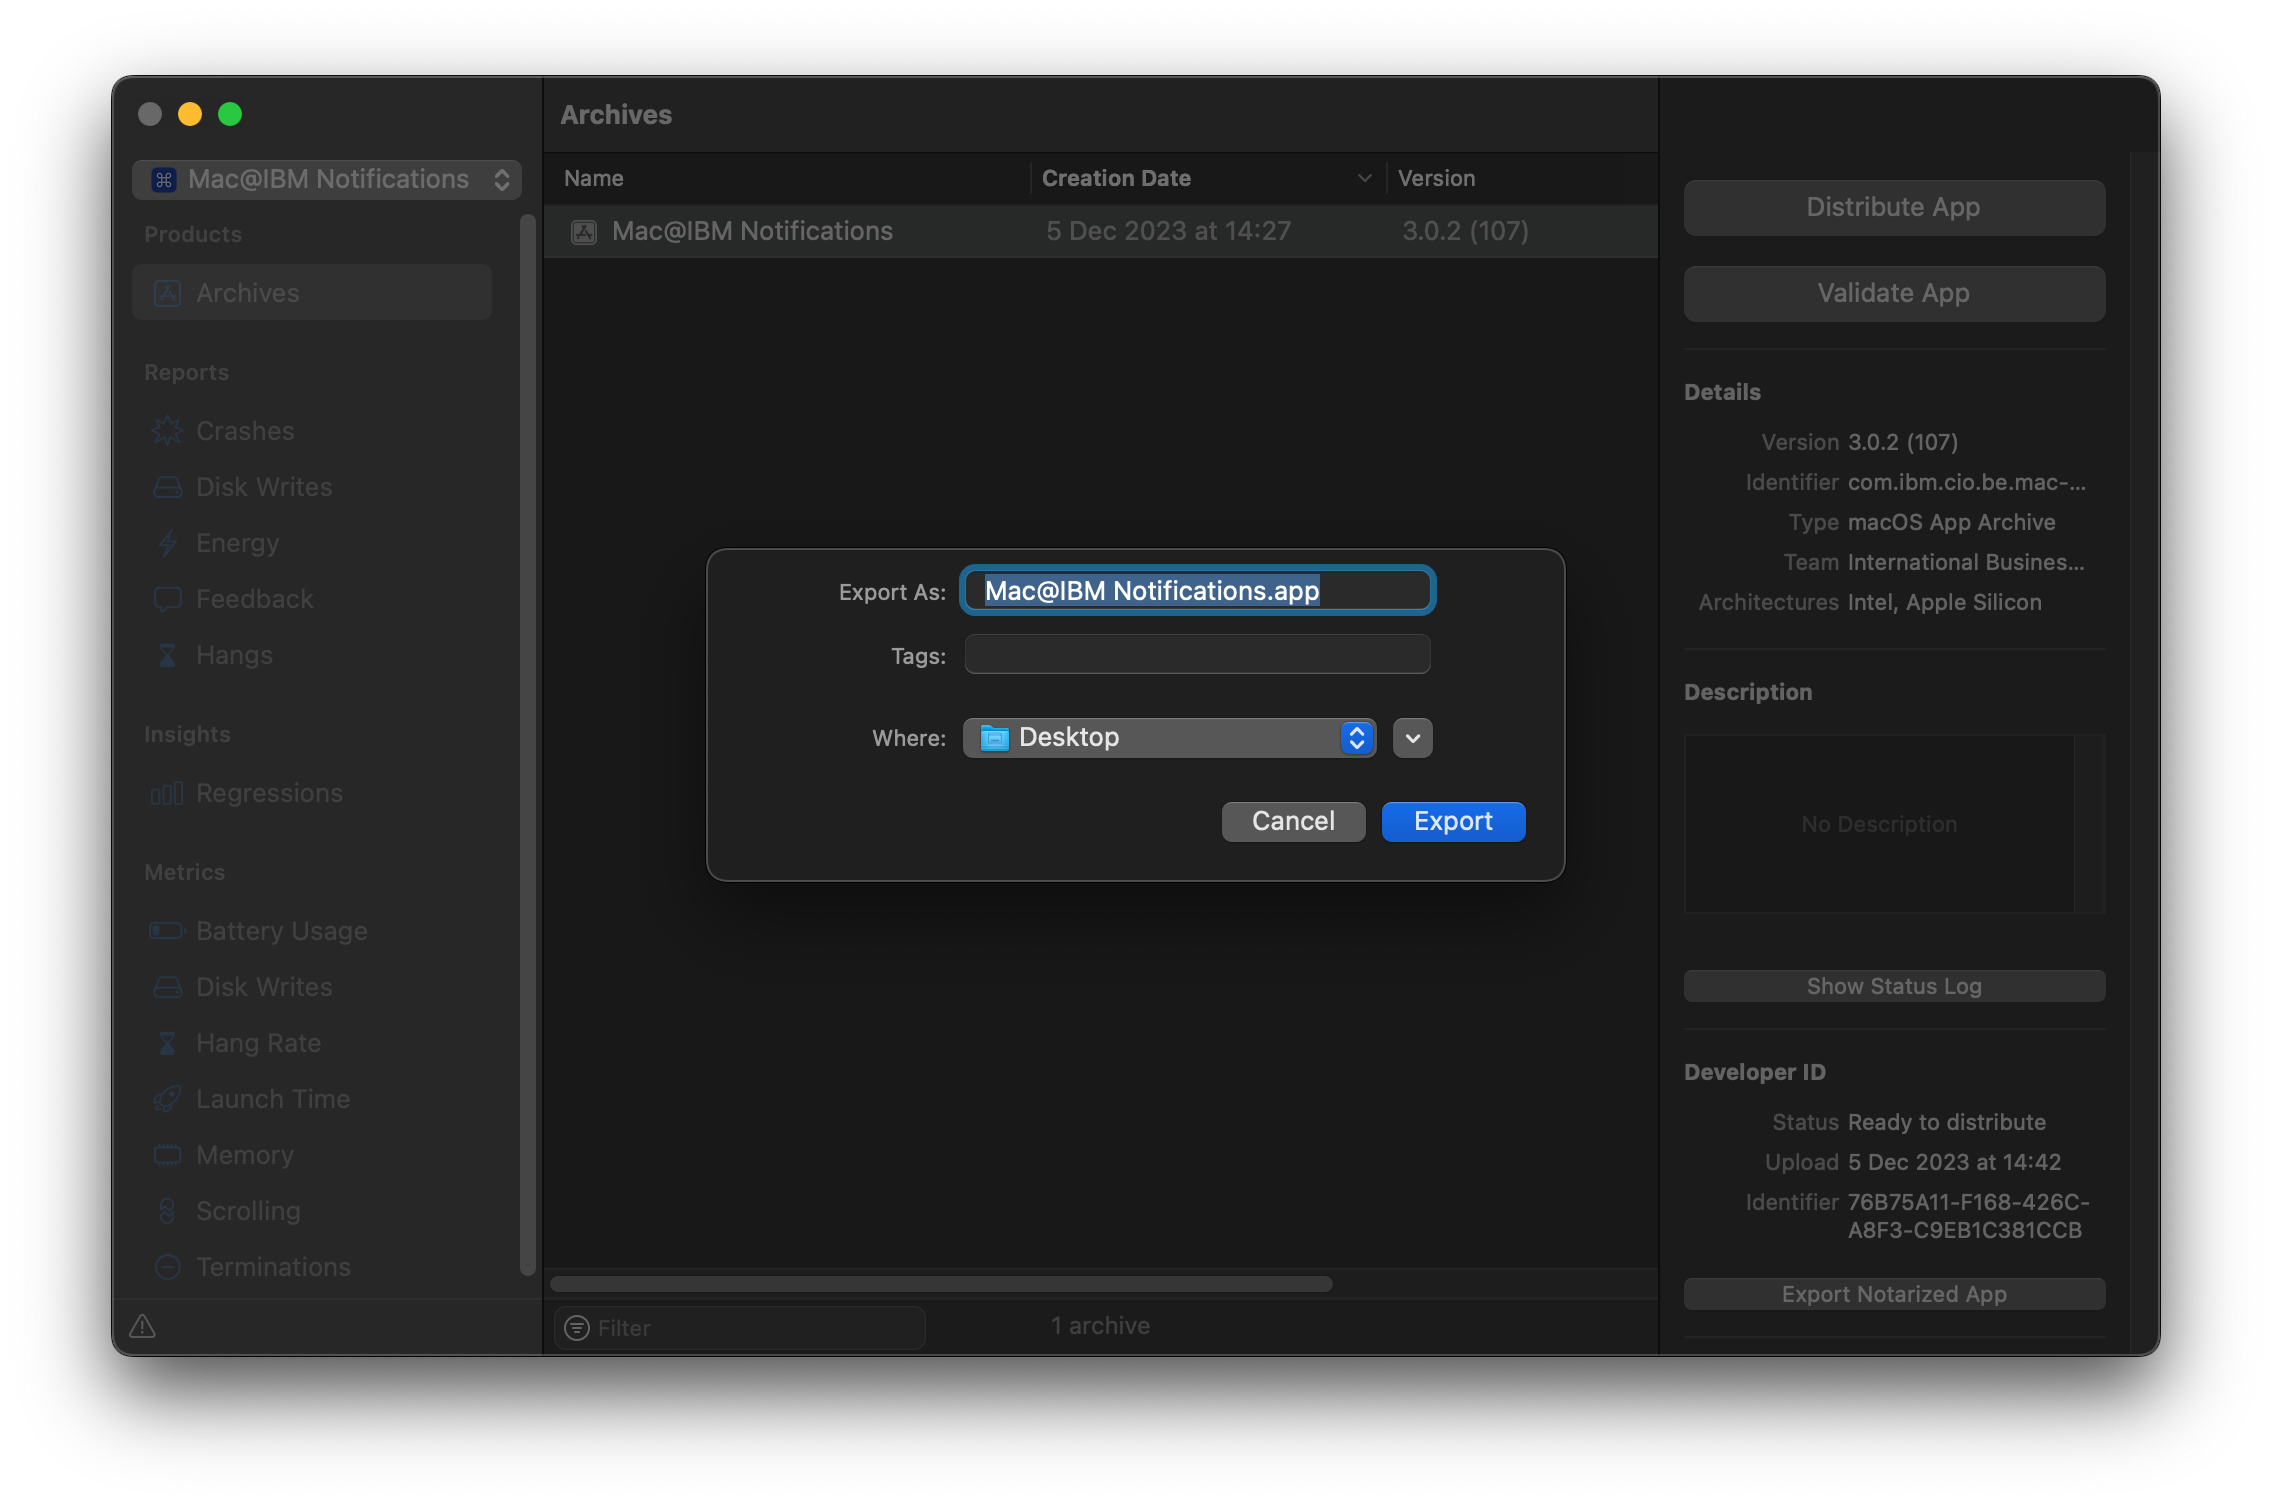 Mac@IBM Notifications
Products
Archives
Reports
Crashes
Disk Writes
Energy
Feedback
Hangs
Insights
Regressions
Metrics
Battery Usage
Disk Writes
Hang Rate
Launch Time
Memory
Scrolling
Terminations
Archives
Name Creation Date Version
Mac@IBM Notifications 5 Dec 2023 at 14:27 3.0.2 (107)
Export As: Mac@IBM Notifications.app
Tags:
Where: Desktop
Cancel Export
Filter 1 archive
Distribute App
Validate App
Details
Version 3.0.2 (107)
Identifier com.ibm.cio.be.mac-...
Type macOS App Archive
Team International Busines...
Architectures Intel, Apple Silicon
Description
No Description
Show Status Log
Developer ID
Status Ready to distribute
Upload 5 Dec 2023 at 14:42
Identifier 76B75A11-F168-426C-
A8F3-C9EB1C381CCB
Export Notarized App